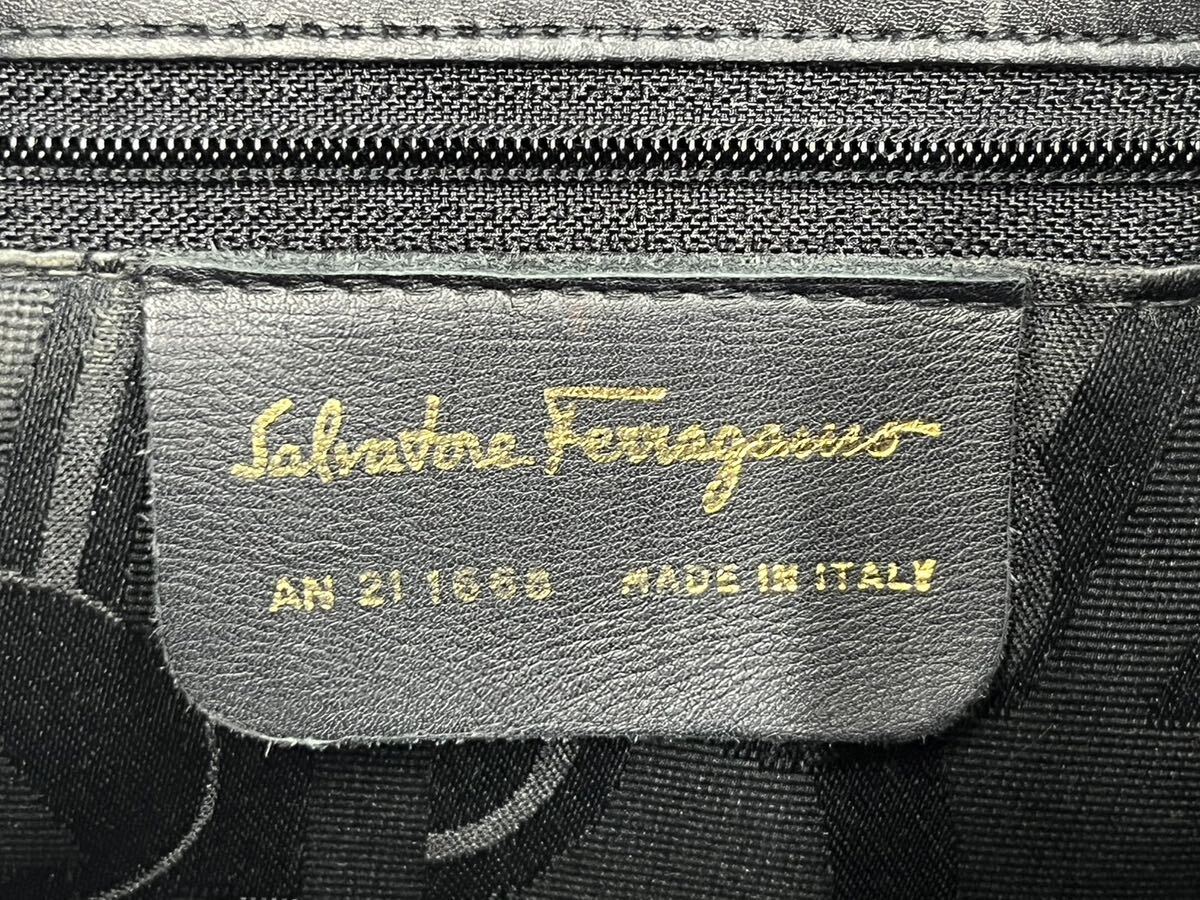 Salvatore Ferragamo
AN 21 1668 MADE IN ITALY